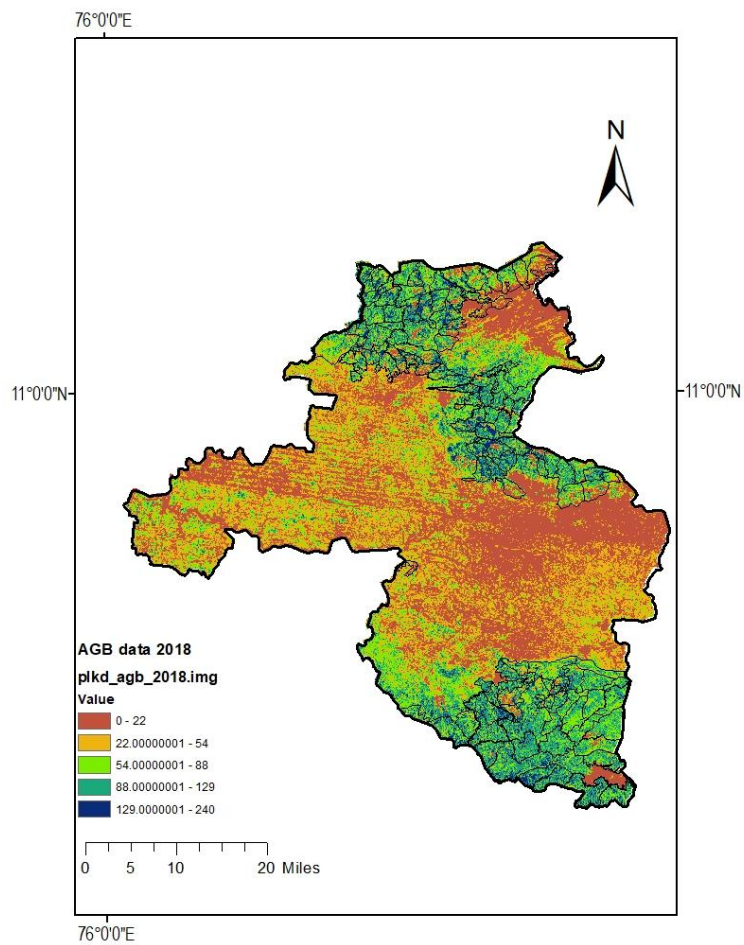 76°0'0"E
N
11°0'0"N
11°0'0"N
AGB data 2018
plkd_agb_2018.img
Value
0 - 22
22.00000001 - 54
54.00000001 - 88
88.00000001 - 129
129.0000001 - 240
0 5 10 20 Miles
76°0'0"E